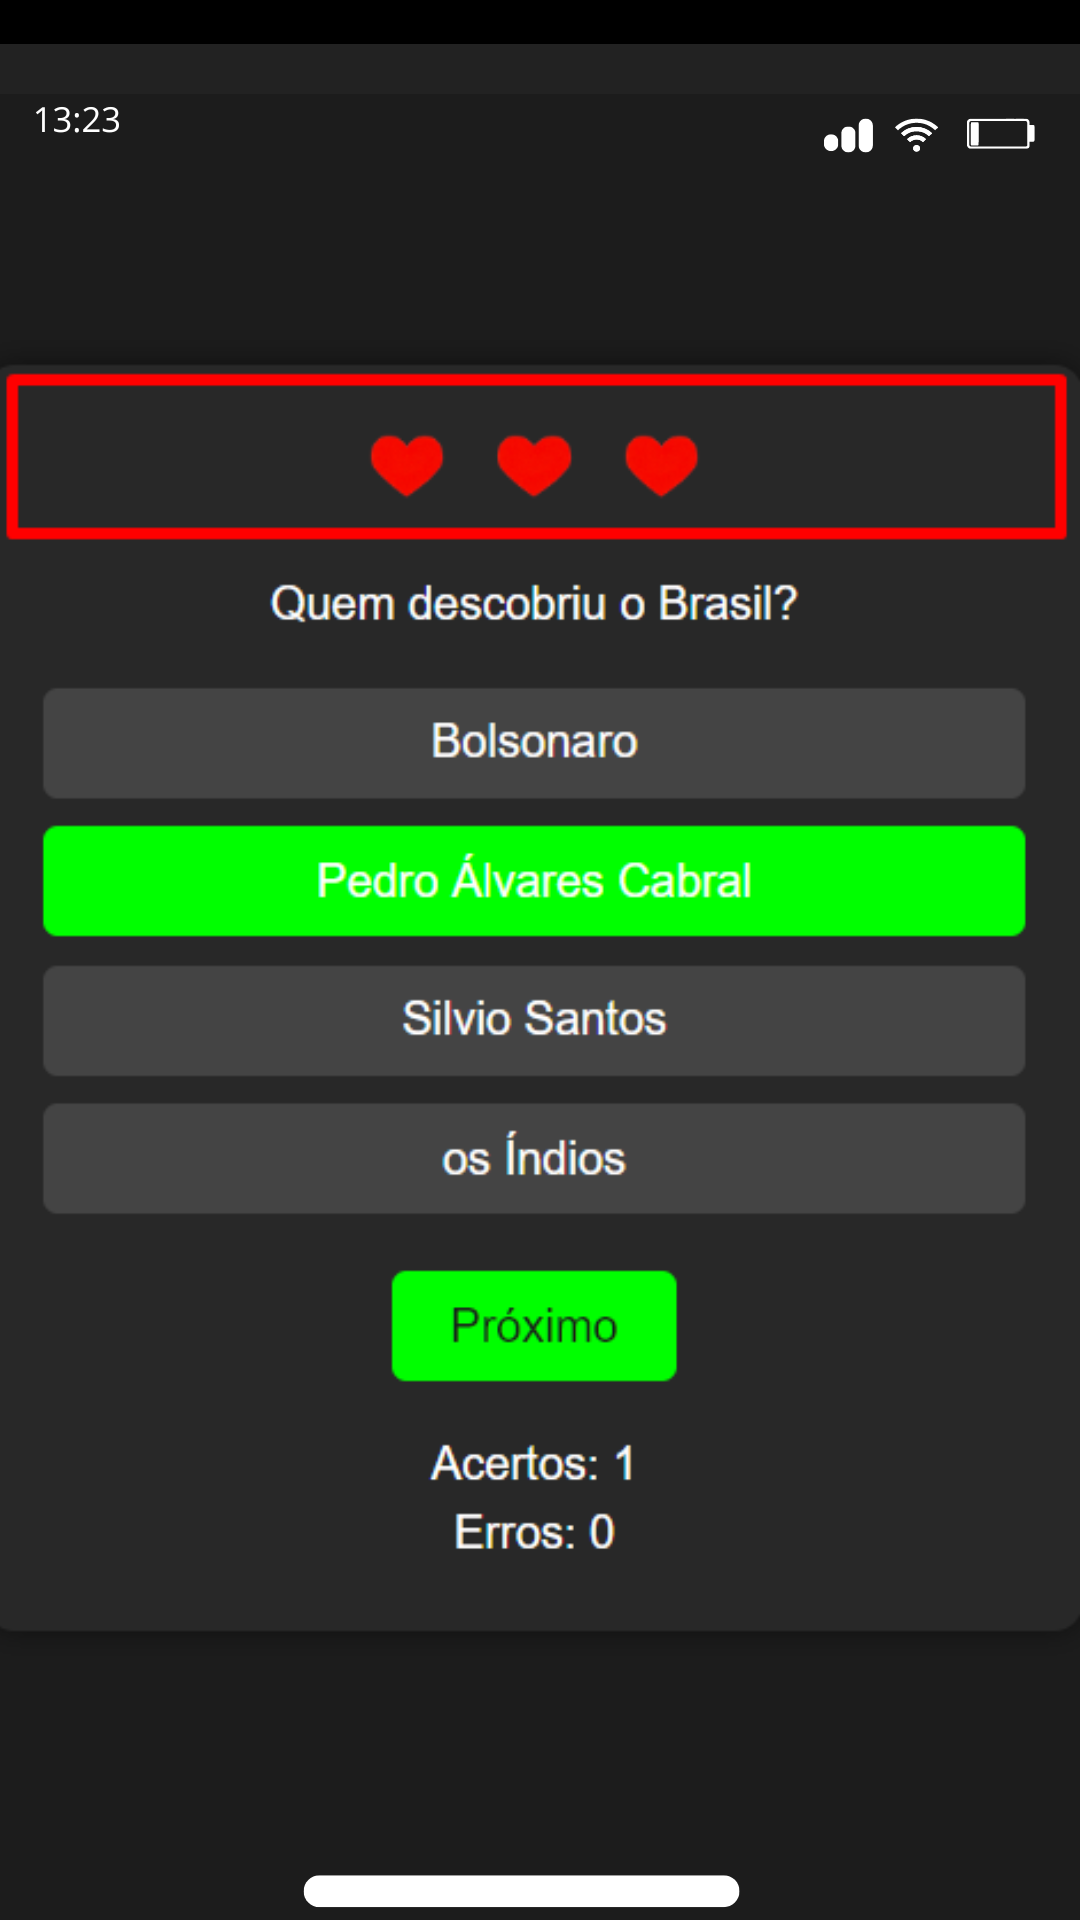 13:23
Quem descobriu o Brasil?
Bolsonaro
Pedro Álvares Cabral
Silvio Santos
os Índios
Próximo
Acertos: 1
Erros: 0